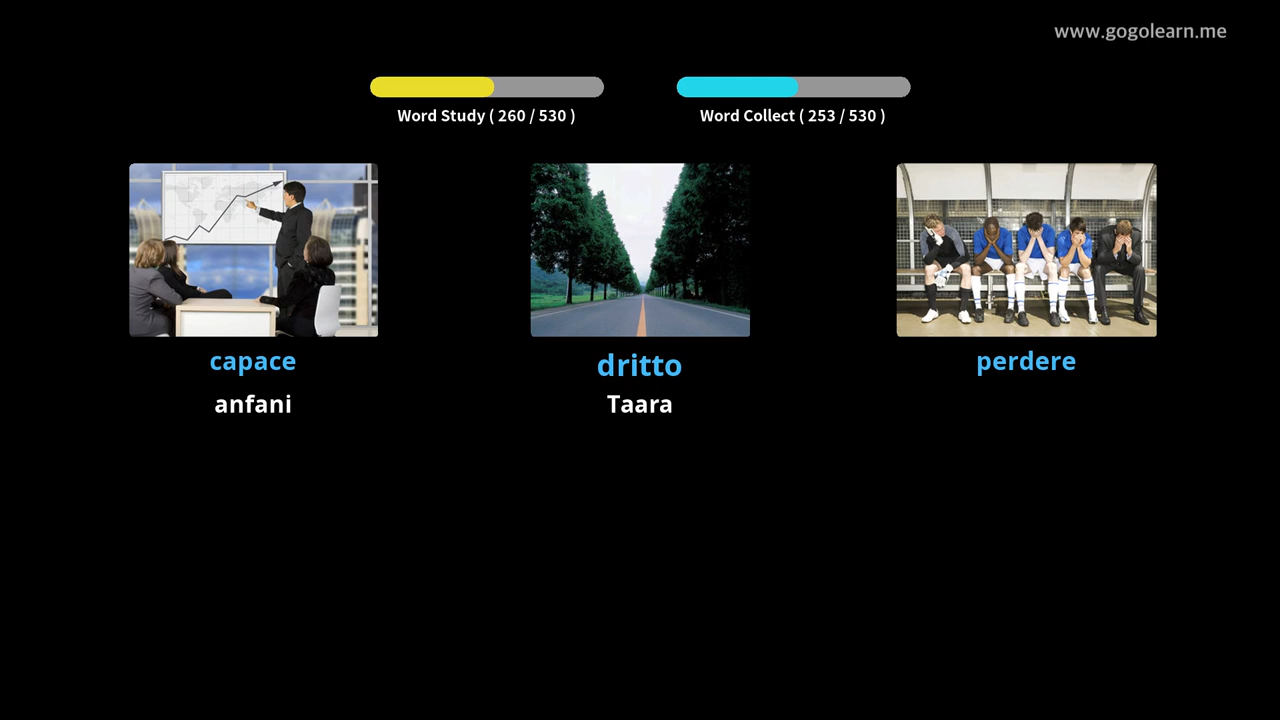 www.gogolearn.me
Word Study ( 260 / 530 )
Word Collect ( 253 / 530 )
capace
anfani
dritto
Taara
perdere